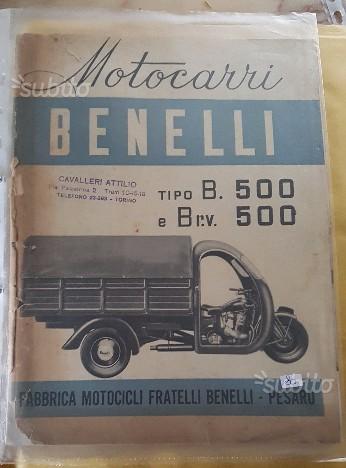 Motocarri
subito
BENELLI
CAVALLERI ATTILIO
TELEFONO - TORINO
TIPO B. 500
e B.V. 500
subito
FABBRICA MOTOCICLI FRATELLI BENELLI - PESARO